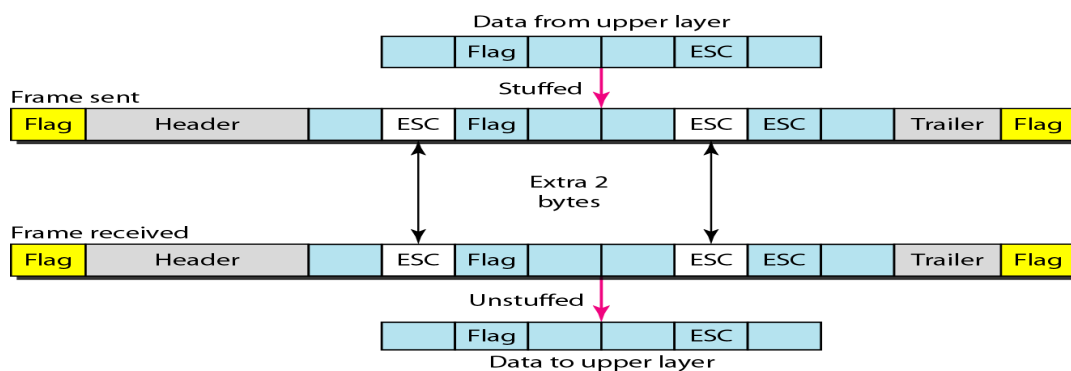 Data from upper layer
Flag ESC
Stuffed
Frame sent
Flag Header ESC Flag ESC ESC Trailer Flag
Extra 2
bytes
Frame received
Flag Header ESC Flag ESC ESC Trailer Flag
Unstuffed
Flag ESC
Data to upper layer